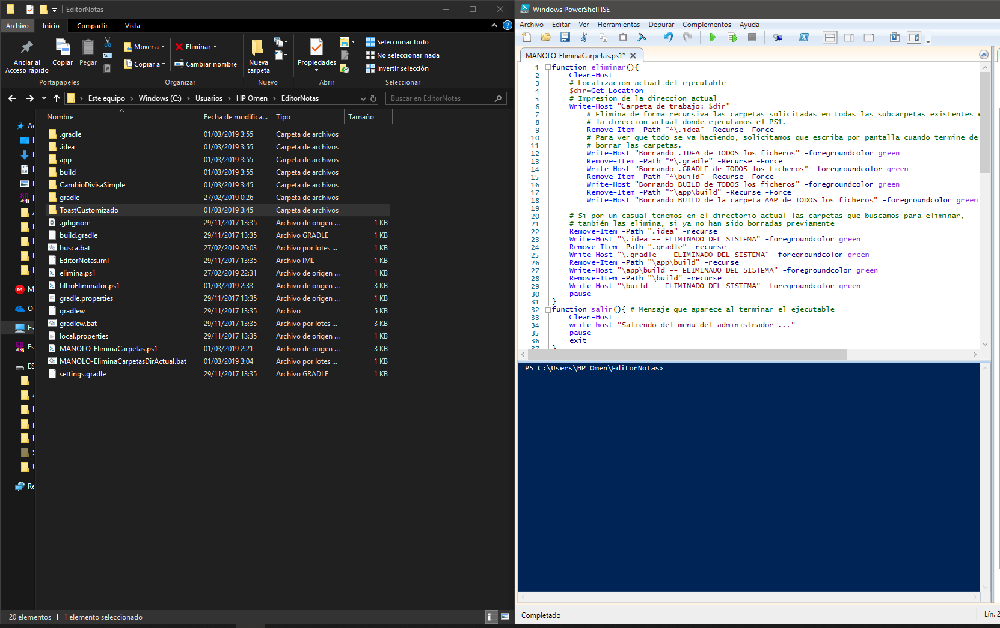 EditorNotas
Archivo
Inicio
Compartir
Vista
Anclar al
Acceso rápido
Copiar
Pegar
Mover a
Copiar a
Eliminar
Cambiar nombre
Nueva
carpeta
Propiedades
Seleccionar todo
No seleccionar nada
Invertir selección
Portapapeles
Organizar
Nuevo
Abrir
Seleccionar
Este equipo > Windows (C:) > Usuarios > HP Omen > EditorNotas
Buscar en EditorNotas
Nombre Fecha de modifica... Tipo Tamaño
.gradle 01/03/2019 3:55 Carpeta de archivos
.idea 01/03/2019 3:55 Carpeta de archivos
app 01/03/2019 3:55 Carpeta de archivos
build 01/03/2019 3:55 Carpeta de archivos
CambioDivisaSimple 01/03/2019 3:45 Carpeta de archivos
gradle 27/02/2019 0:26 Carpeta de archivos
ToastCustomizado 01/03/2019 3:45 Carpeta de archivos
.gitignore 29/11/2017 13:35 Archivo de origen ... 1 KB
build.gradle 29/11/2017 13:35 Archivo GRADLE 1 KB
busca.bat 27/02/2019 20:03 Archivo por lotes ... 1 KB
EditorNotas.iml 29/11/2017 13:35 Archivo IML 1 KB
elimina.ps1 27/02/2019 22:31 Archivo de origen ... 1 KB
filtroEliminator.ps1 01/03/2019 2:33 Archivo de origen ... 3 KB
gradle.properties 29/11/2017 13:35 Archivo de origen ... 1 KB
gradlew 29/11/2017 13:35 Archivo 5 KB
gradlew.bat 29/11/2017 13:35 Archivo por lotes ... 3 KB
local.properties 29/11/2017 13:35 Archivo de origen ... 1 KB
MANOLO-EliminaCarpetas.ps1 01/03/2019 2:21 Archivo de origen ... 3 KB
MANOLO-EliminaCarpetasDirActual.bat 01/03/2019 3:04 Archivo por lotes ... 1 KB
settings.gradle 29/11/2017 13:35 Archivo GRADLE 1 KB
20 elementos | 1 elemento seleccionado |
Windows PowerShell ISE
Archivo Editar Ver Herramientas Depurar Complementos Ayuda
MANOLO-EliminaCarpetas.ps1*
1 function eliminar(){
2 Clear-Host
3 # Localizacion actual del ejecutable
4 $dir=Get-Location
5 # Impresion de la direccion actual
6 Write-Host "Carpeta de trabajo: $dir"
7 # Elimina de forma recursiva las carpetas solicitadas en todas las subcarpetas existentes e
8 # la direccion actual donde ejecutamos el PS1.
9 Remove-Item -Path "*\.idea" -Recurse -Force
10 # Para ver que todo se va haciendo, solicitamos que escriba por pantalla cuando termine de
11 # borrar las carpetas.
12 Write-Host "Borrando .IDEA de TODOS los ficheros" -foregroundcolor green
13 Remove-Item -Path "*\.gradle" -Recurse -Force
14 Write-Host "Borrando .GRADLE de TODOS los ficheros" -foregroundcolor green
15 Remove-Item -Path "*\build" -Recurse -Force
16 Write-Host "Borrando BUILD de TODOS los ficheros" -foregroundcolor green
17 Remove-Item -Path "*\app\build" -Recurse -Force
18 Write-Host "Borrando BUILD de la carpeta AAP de TODOS los ficheros" -foregroundcolor green
19
20 # Si por un casual tenemos en el directorio actual las carpetas que buscamos para eliminar,
21 # también las elimina, si ya no han sido borradas previamente
22 Remove-Item -Path ".idea" -recurse
23 Write-Host "\.idea -- ELIMINADO DEL SISTEMA" -foregroundcolor green
24 Remove-Item -Path ".gradle" -recurse
25 Write-Host "\.gradle -- ELIMINADO DEL SISTEMA" -foregroundcolor green
26 Remove-Item -Path "\app\build" -recurse
27 Write-Host "\app\build -- ELIMINADO DEL SISTEMA" -foregroundcolor green
28 Remove-Item -Path "\build" -recurse
29 Write-Host "\build -- ELIMINADO DEL SISTEMA" -foregroundcolor green
30 pause
31 }
32 function salir(){ # Mensaje que aparece al terminar el ejecutable
33 Clear-Host
34 write-host "Saliendo del menu del administrador ..."
35 pause
36 exit
37 }
PS C:\Users\HP Omen\EditorNotas>
Completado
Lín. 2